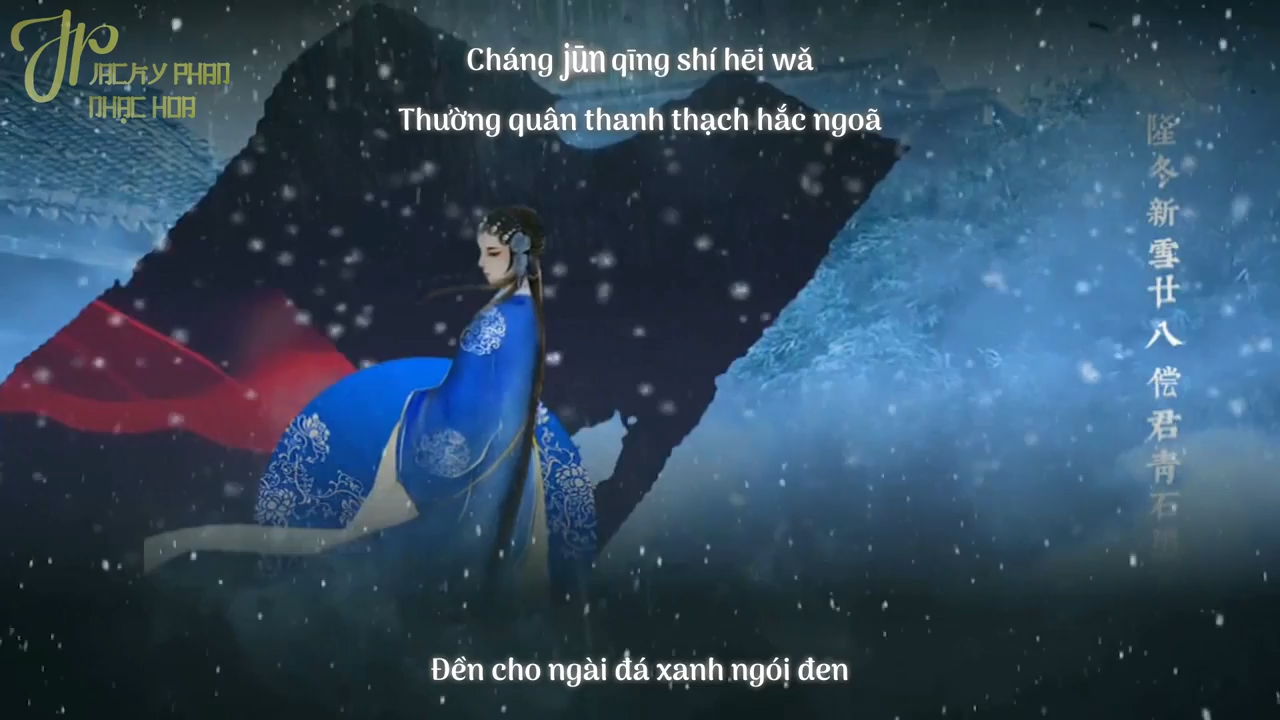 JP
JACKY PHAN
NHẠC HOA
Cháng jūn qīng shí hēi wǎ
Thường quân thanh thạch hắc ngoã
隆冬新雪廿八 偿君青石
Đền cho ngài đá xanh ngói đen